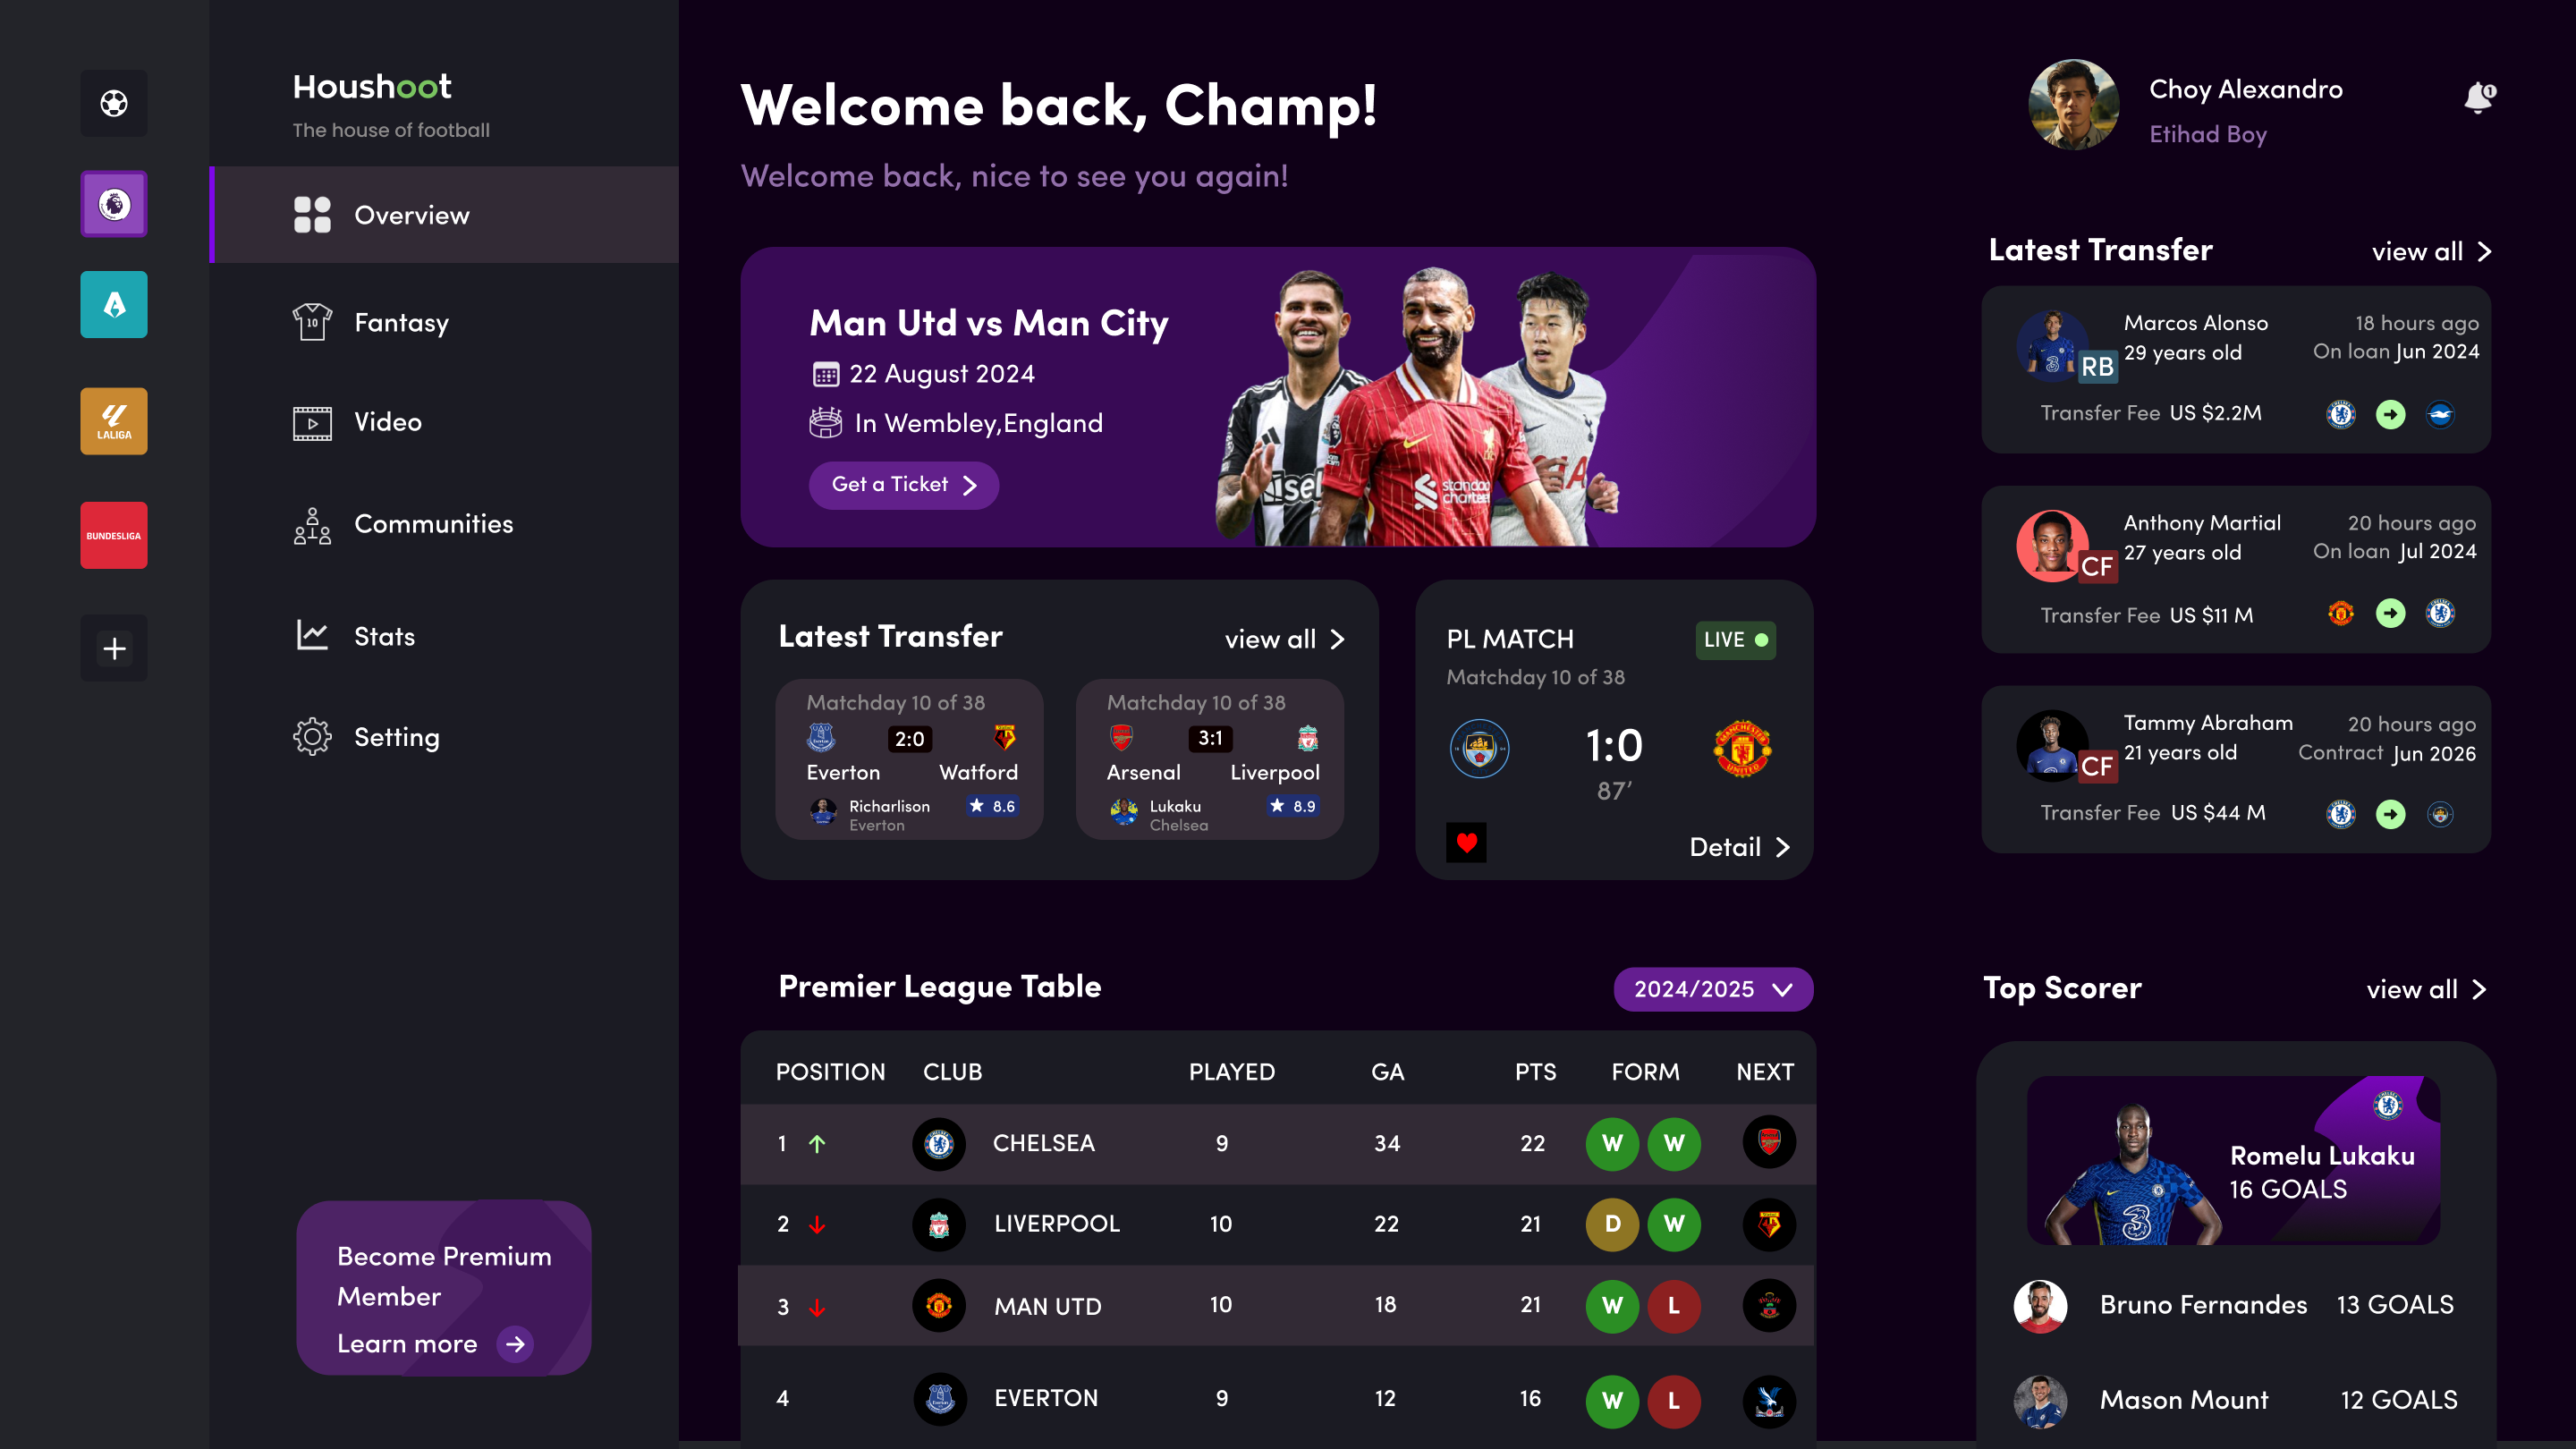 Houshoot
The house of football
LALIGA
BUNDESLIGA
Overview
10
Fantasy
Video
Communities
Stats
Setting
Become Premium
Member
Learn more
Welcome back, Champ!
Welcome back, nice to see you again!
Choy Alexandro
Etihad Boy
1
Man Utd vs Man City
22 August 2024
In Wembley,England
Get a Ticket
standard
chartered
Latest Transfer
view all
Matchday 10 of 38
2:0
Everton
Watford
Richarlison
8.6
Everton
Matchday 10 of 38
3:1
Arsenal
Liverpool
Lukaku
8.9
Chelsea
PL MATCH
LIVE
Matchday 10 of 38
1:0
MANCHESTER
UNITED
87’
Detail
Premier League Table
2024/2025
POSITION CLUB PLAYED GA PTS FORM NEXT
1 CHELSEA 9 34 22 W W
2 LIVERPOOL 10 22 21 D W
3 MAN UTD 10 18 21 W L
4 EVERTON 9 12 16 W L
Latest Transfer
view all
Marcos Alonso
18 hours ago
29 years old
On loan Jun 2024
RB
Transfer Fee US $2.2M
Anthony Martial
20 hours ago
27 years old
On loan Jul 2024
CF
Transfer Fee US $11 M
Tammy Abraham
20 hours ago
21 years old
Contract Jun 2026
CF
Transfer Fee US $44 M
Top Scorer
view all
Romelu Lukaku
16 GOALS
3
Bruno Fernandes 13 GOALS
Mason Mount 12 GOALS